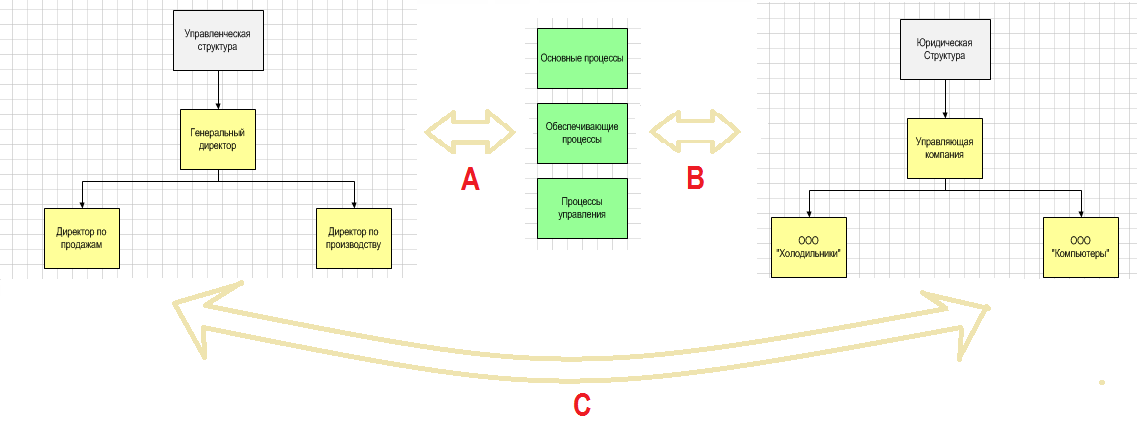 Управленческая
структура
Генеральный
директор
Директор по
продажам
Директор по
производству
A
Основные процессы
Обеспечивающие
процессы
Процессы
управления
B
Юридическая
Структура
Управляющая
компания
ООО
"Холодильники"
ООО
"Компьютеры"
C